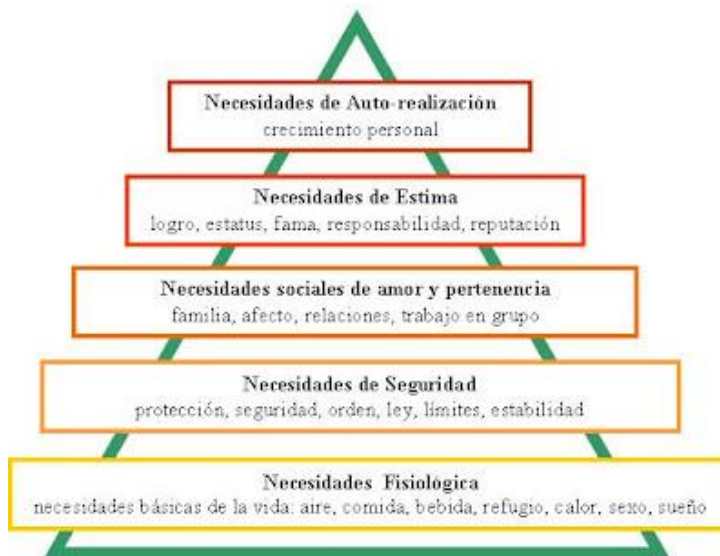 Necesidades de Auto-realización
crecimiento personal
Necesidades de Estima
logro, estatus, fama, responsabilidad, reputación
Necesidades sociales de amor y pertenencia
familia, afecto, relaciones, trabajo en grupo
Necesidades de Seguridad
protección, seguridad, orden, ley, límites, estabilidad
Necesidades Fisiológica
necesidades básicas de la vida: aire, comida, bebida, refugio, calor, sexo, sueño